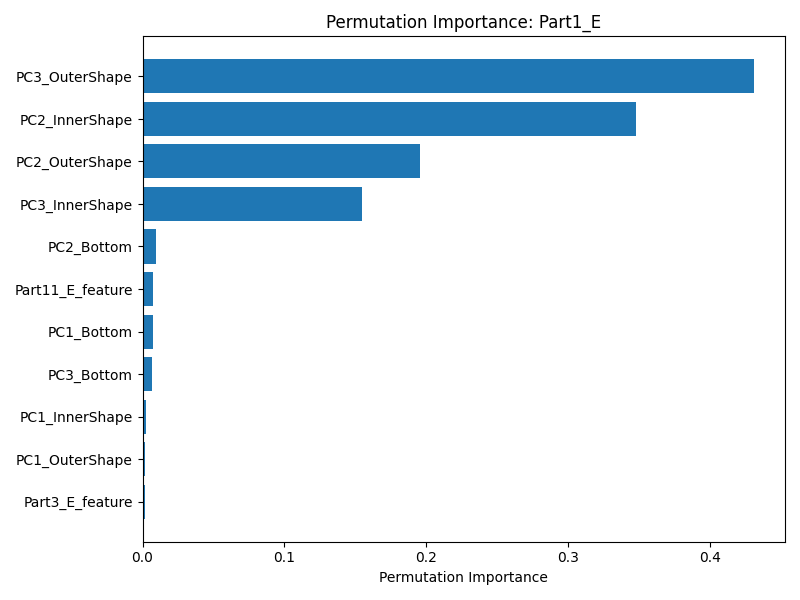 Permutation Importance: Part1_E
PC3_OuterShape
PC2_InnerShape
PC2_OuterShape
PC3_InnerShape
PC2_Bottom
Part11_E_feature
PC1_Bottom
PC3_Bottom
PC1_InnerShape
PC1_OuterShape
Part3_E_feature
0.0 0.1 0.2 0.3 0.4
Permutation Importance